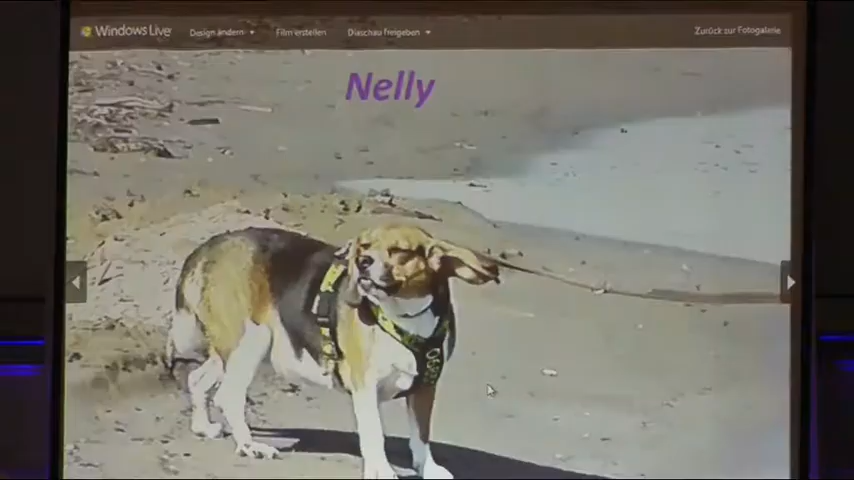 Windows Live Design ändern Film erstellen Diaschau freigeben Zurück zur Fotogalerie
Nelly